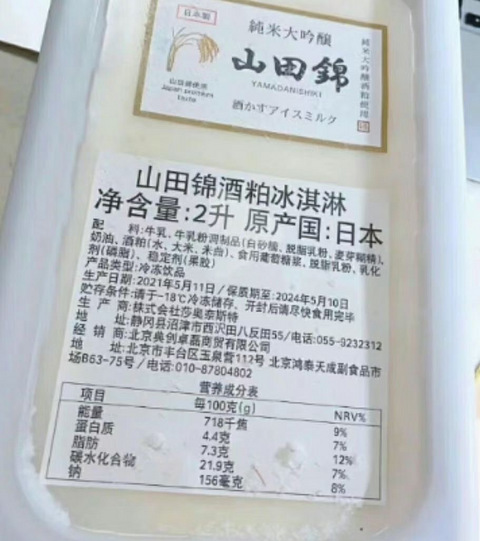 日本製
純米大吟醸
山田錦
YAMADANISHIKI
酒かすアイスミルク
純米大吟醸酒粕使用
山田錦使用
Japan premium
taste
山田锦酒粕冰淇淋
净含量:2升 原产国:日本
配 料:牛乳、牛乳粉调制品(白砂糖、脱脂乳粉、麦芽糊精)、
奶油、酒粕(水、大米、米曲)、食用葡萄糖浆、脱脂乳粉、乳化
剂(磷脂)、稳定剂(果胶)
产品类型:冷冻饮品
生产日期:2021年5月11日/保质期至:2024年5月10日
贮存条件:请于-18℃冷冻储存、开封后请尽快食用完毕
生 产 商:株式会社莎奥泰斯特
地 址:静冈县沼津市西沢田八反田55/电话:055-9232312
经 销 商:北京奥创卓磊商贸有限公司
地 址:北京市丰台区玉泉营112号 北京鸿泰天成副食品市
场B63-75号/电话:010-87804802
营养成分表
项目 每100克(g) NRV%
能量 718千焦 9%
蛋白质 4.4克 7%
脂肪 7.3克 12%
碳水化合物 21.9克 7%
钠 156毫克 8%